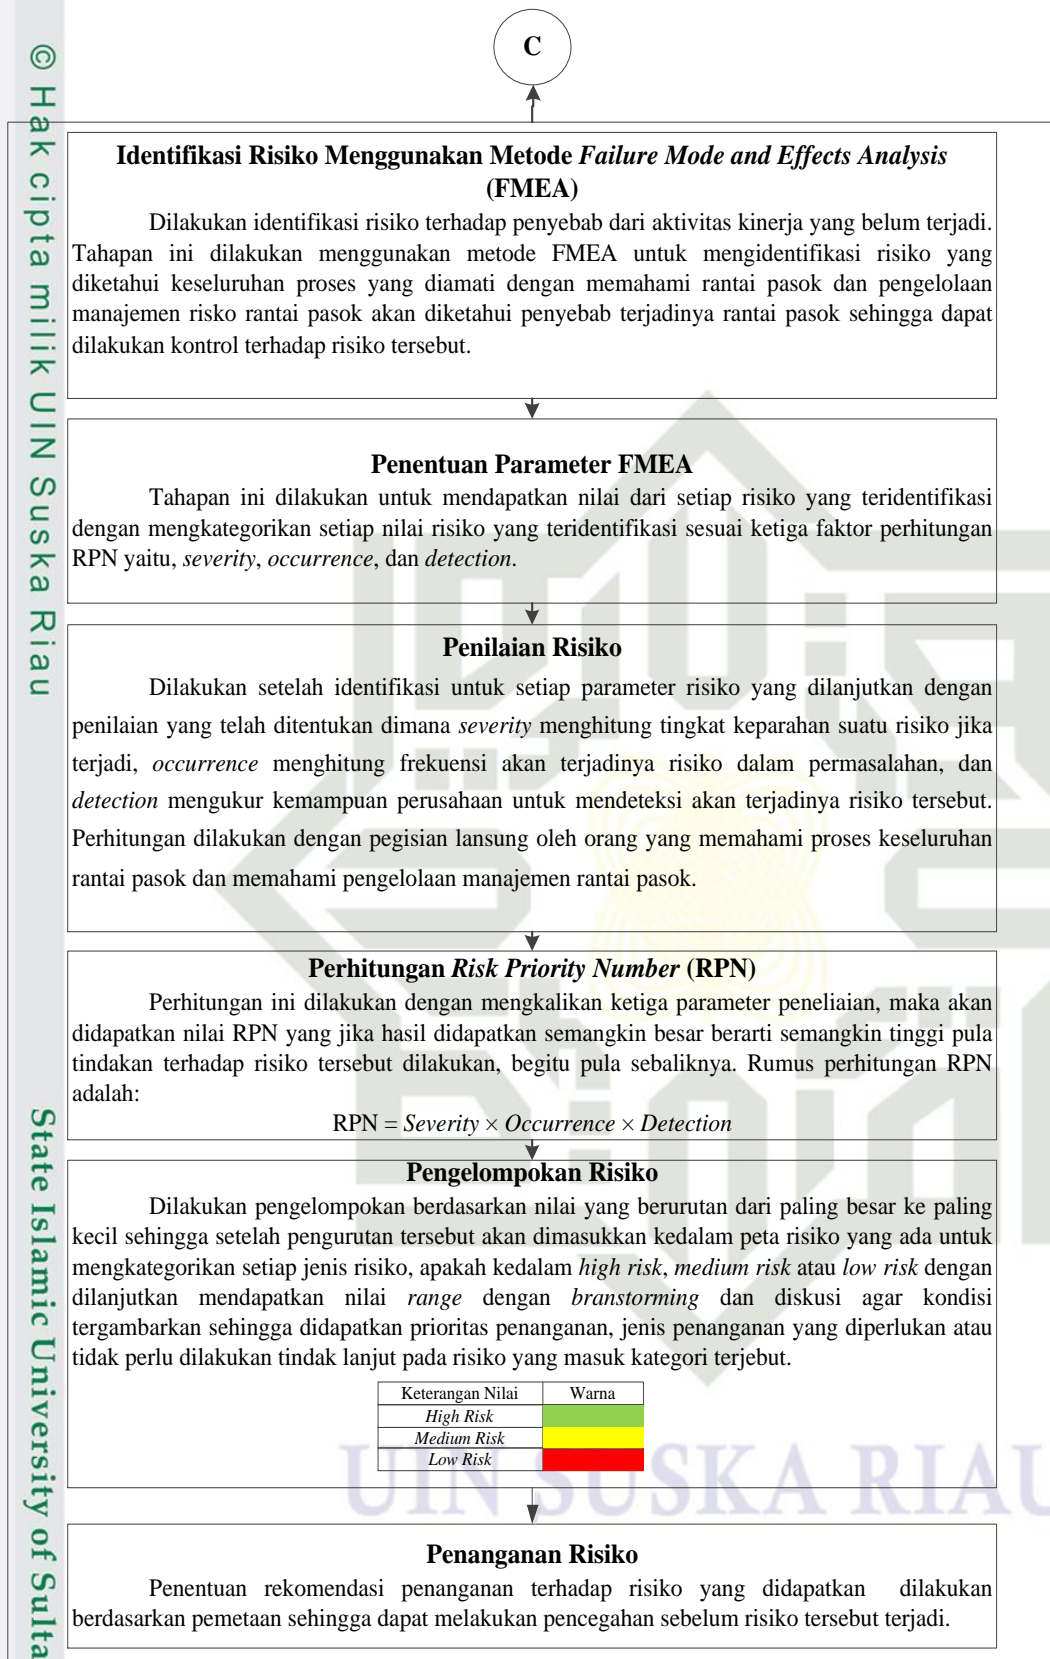 C
Identifikasi Risiko Menggunakan Metode Failure Mode and Effects Analysis
(FMEA)
Dilakukan identifikasi risiko terhadap penyebab dari aktivitas kinerja yang belum terjadi.
Tahapan ini dilakukan menggunakan metode FMEA untuk mengidentifikasi risiko yang
diketahui keseluruhan proses yang diamati dengan memahami rantai pasok dan pengelolaan
manajemen risko rantai pasok akan diketahui penyebab terjadinya rantai pasok sehingga dapat
dilakukan kontrol terhadap risiko tersebut.
Penentuan Parameter FMEA
Tahapan ini dilakukan untuk mendapatkan nilai dari setiap risiko yang teridentifikasi
dengan mengkategorikan setiap nilai risiko yang teridentifikasi sesuai ketiga faktor perhitungan
RPN yaitu, severity, occurrence, dan detection.
Penilaian Risiko
Dilakukan setelah identifikasi untuk setiap parameter risiko yang dilanjutkan dengan
penilaian yang telah ditentukan dimana severity menghitung tingkat keparahan suatu risiko jika
terjadi, occurrence menghitung frekuensi akan terjadinya risiko dalam permasalahan, dan
detection mengukur kemampuan perusahaan untuk mendeteksi akan terjadinya risiko tersebut.
Perhitungan dilakukan dengan pegisian lansung oleh orang yang memahami proses keseluruhan
rantai pasok dan memahami pengelolaan manajemen rantai pasok.
Perhitungan Risk Priority Number (RPN)
Perhitungan ini dilakukan dengan mengkalikan ketiga parameter peneliaian, maka akan
didapatkan nilai RPN yang jika hasil didapatkan semangkin besar berarti semangkin tinggi pula
tindakan terhadap risiko tersebut dilakukan, begitu pula sebaliknya. Rumus perhitungan RPN
adalah:
RPN = Severity × Occurrence × Detection
Pengelompokan Risiko
Dilakukan pengelompokan berdasarkan nilai yang berurutan dari paling besar ke paling
kecil sehingga setelah pengurutan tersebut akan dimasukkan kedalam peta risiko yang ada untuk
mengkategorikan setiap jenis risiko, apakah kedalam high risk, medium risk atau low risk dengan
dilanjutkan mendapatkan nilai range dengan branstorming dan diskusi agar kondisi
tergambarkan sehingga didapatkan prioritas penanganan, jenis penanganan yang diperlukan atau
tidak perlu dilakukan tindak lanjut pada risiko yang masuk kategori terjebut.
Keterangan Nilai Warna
High Risk
Medium Risk
Low Risk
Penanganan Risiko
Penentuan rekomendasi penanganan terhadap risiko yang didapatkan dilakukan
berdasarkan pemetaan sehingga dapat melakukan pencegahan sebelum risiko tersebut terjadi.
© Hak cipta milik UIN Suska Riau
State Islamic University of Sulta
UIN SUSKA RIAU